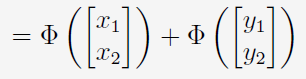 = Φ([x₁ x₂]) + Φ([y₁ y₂])